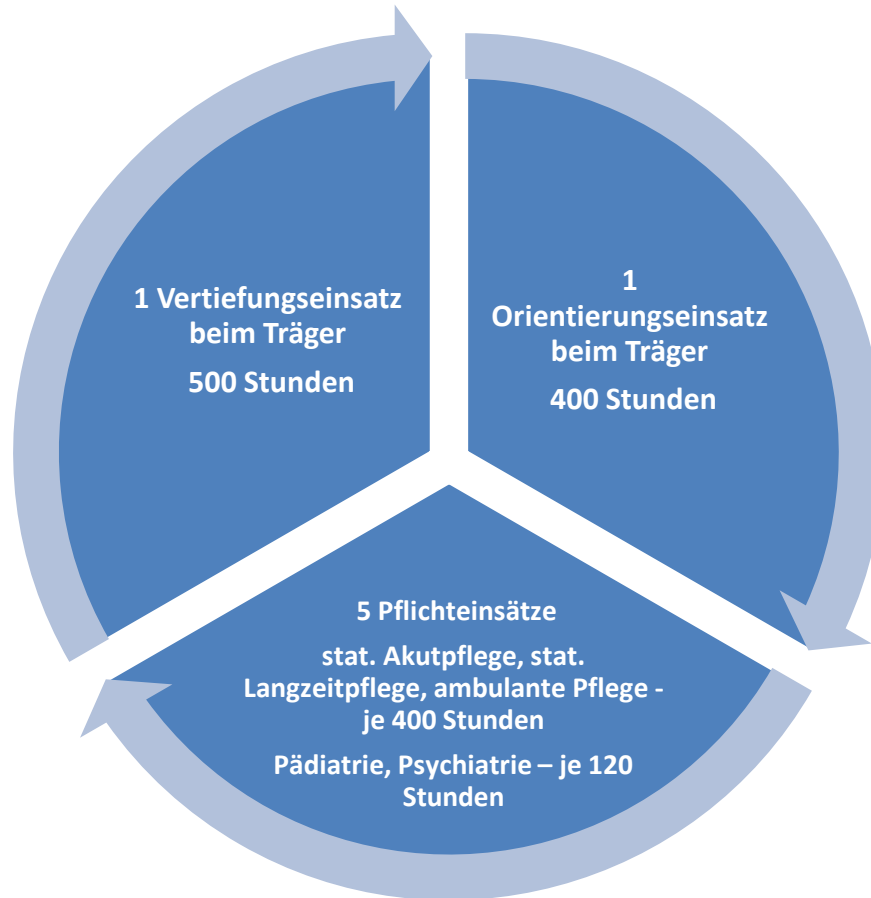 1 Vertiefungseinsatz
beim Träger
500 Stunden
1
Orientierungseinsatz
beim Träger
400 Stunden
5 Pflichteinsätze
stat. Akutpflege, stat.
Langzeitpflege, ambulante Pflege -
je 400 Stunden
Pädiatrie, Psychiatrie – je 120
Stunden